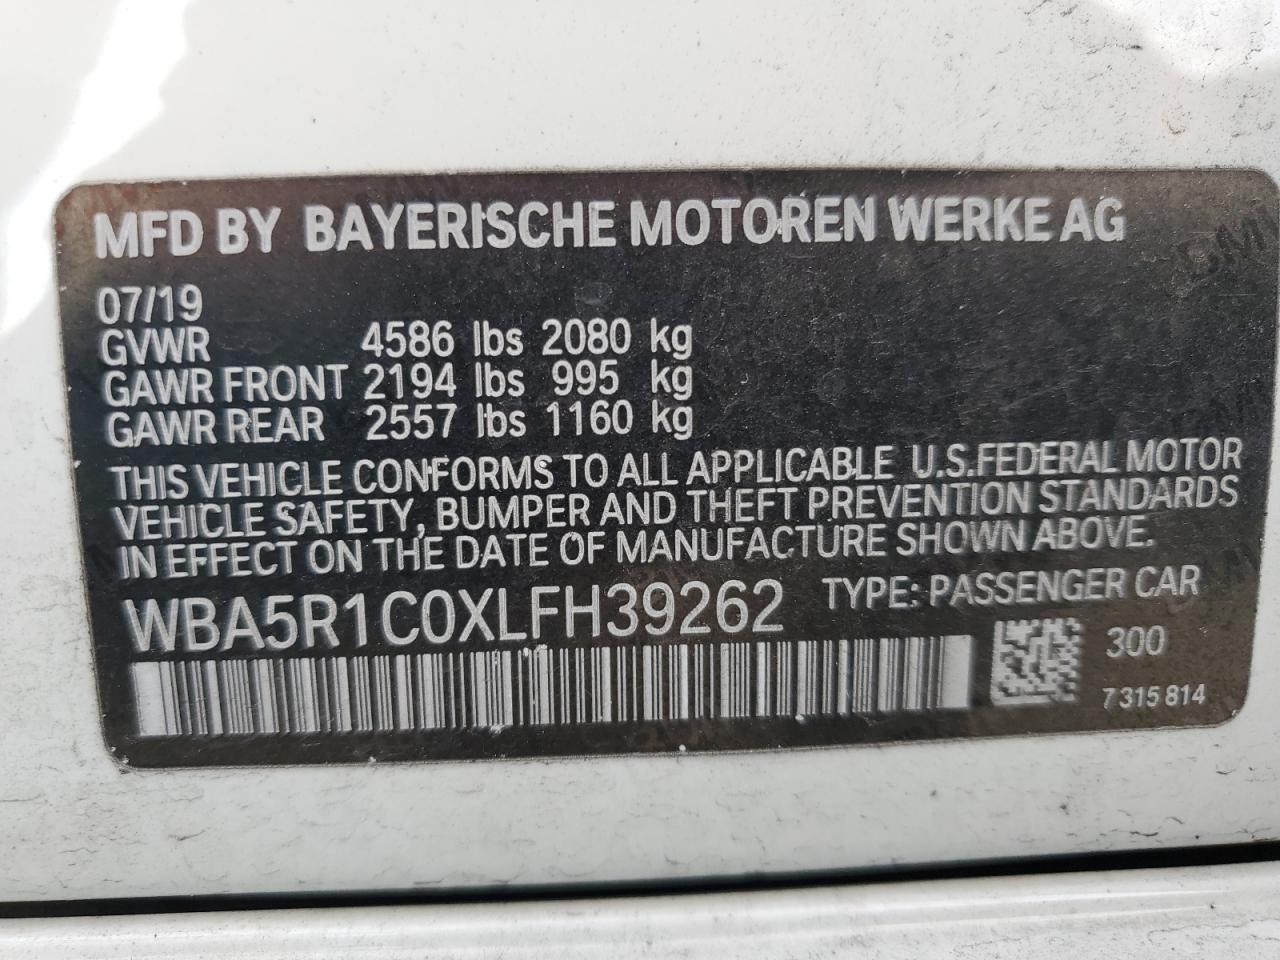 MFD BY BAYERISCHE MOTOREN WERKE AG
07/19
GVWR 4586 lbs 2080 kg
GAWR FRONT 2194 lbs 995 kg
GAWR REAR 2557 lbs 1160 kg
THIS VEHICLE CONFORMS TO ALL APPLICABLE U.S.FEDERAL MOTOR
VEHICLE SAFETY, BUMPER AND THEFT PREVENTION STANDARDS
IN EFFECT ON THE DATE OF MANUFACTURE SHOWN ABOVE.
WBA5R1C0XLFH39262 TYPE: PASSENGER CAR
300
7 315 814